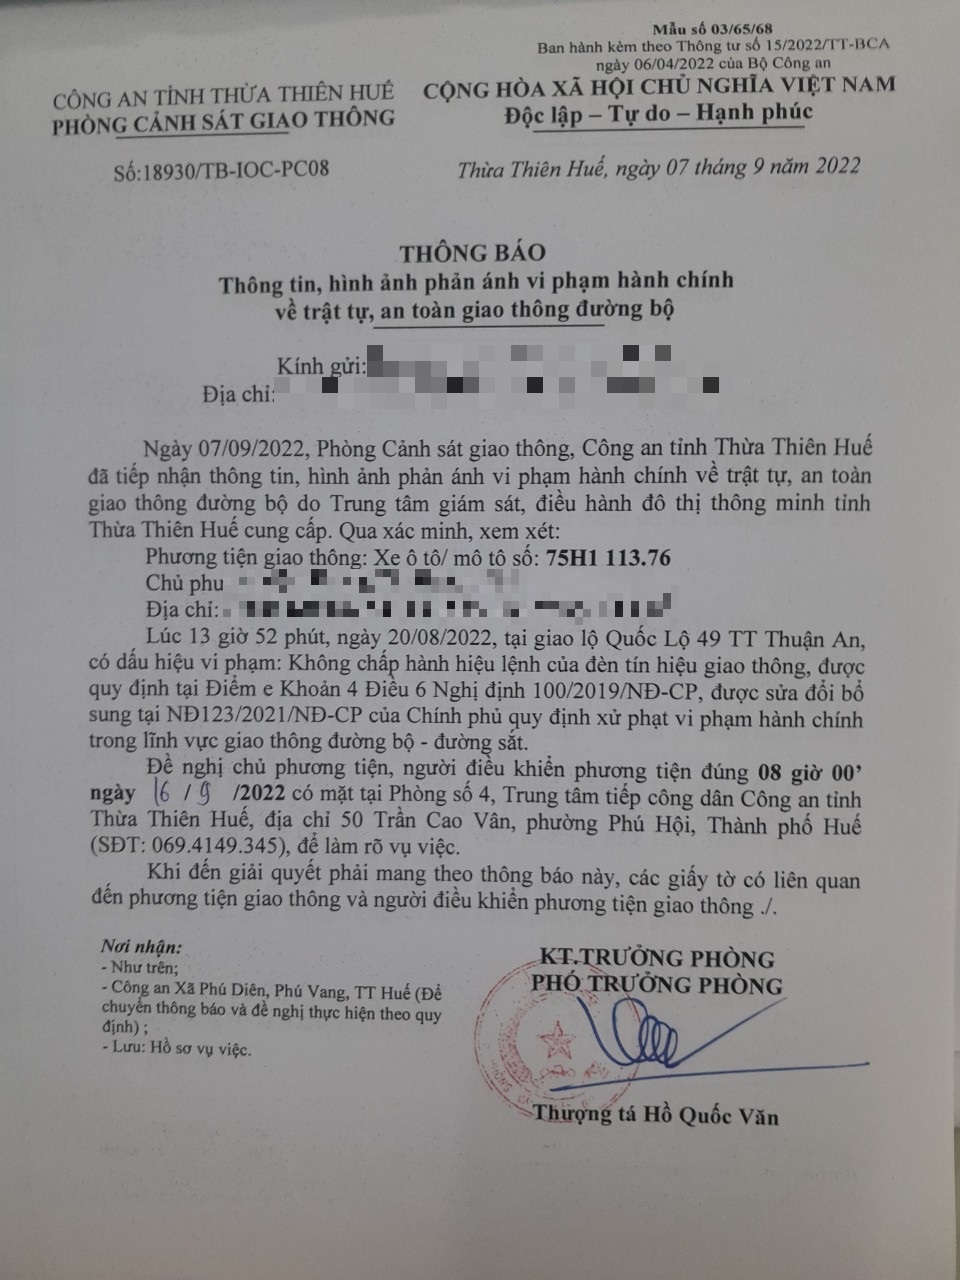 Mẫu số 03/65/68
Ban hành kèm theo Thông tư số 15/2022/TT-BCA
ngày 06/04/2022 của Bộ Công an
CÔNG AN TỈNH THỪA THIÊN HUẾ
PHÒNG CẢNH SÁT GIAO THÔNG
CỘNG HÒA XÃ HỘI CHỦ NGHĨA VIỆT NAM
Độc lập – Tự do – Hạnh phúc
Số:18930/TB-IOC-PC08
Thừa Thiên Huế, ngày 07 tháng 9 năm 2022
THÔNG BÁO
Thông tin, hình ảnh phản ánh vi phạm hành chính
về trật tự, an toàn giao thông đường bộ
Kính gửi:
Địa chỉ:
Ngày 07/09/2022, Phòng Cảnh sát giao thông, Công an tỉnh Thừa Thiên Huế
đã tiếp nhận thông tin, hình ảnh phản ánh vi phạm hành chính về trật tự, an toàn
giao thông đường bộ do Trung tâm giám sát, điều hành đô thị thông minh tỉnh
Thừa Thiên Huế cung cấp. Qua xác minh, xem xét:
Phương tiện giao thông: Xe ô tô/ mô tô số: 75H1 113.76
Chủ phu
Địa chỉ:
Lúc 13 giờ 52 phút, ngày 20/08/2022, tại giao lộ Quốc Lộ 49 TT Thuận An,
có dấu hiệu vi phạm: Không chấp hành hiệu lệnh của đèn tín hiệu giao thông, được
quy định tại Điểm e Khoản 4 Điều 6 Nghị định 100/2019/NĐ-CP, được sửa đổi bổ
sung tại NĐ123/2021/NĐ-CP của Chính phủ quy định xử phạt vi phạm hành chính
trong lĩnh vực giao thông đường bộ - đường sắt.
Đề nghị chủ phương tiện, người điều khiển phương tiện đúng 08 giờ 00’
ngày 16 / 9 /2022 có mặt tại Phòng số 4, Trung tâm tiếp công dân Công an tỉnh
Thừa Thiên Huế, địa chỉ 50 Trần Cao Vân, phường Phú Hội, Thành phố Huế
(SĐT: 069.4149.345), để làm rõ vụ việc.
Khi đến giải quyết phải mang theo thông báo này, các giấy tờ có liên quan
đến phương tiện giao thông và người điều khiển phương tiện giao thông ./.
Nơi nhận:
- Như trên;
- Công an Xã Phú Diên, Phú Vang, TT Huế (Để
chuyển thông báo và đề nghị thực hiện theo quy
định) ;
- Lưu: Hồ sơ vụ việc.
KT.TRƯỞNG PHÒNG
PHÓ TRƯỞNG PHÒNG
Thượng tá Hồ Quốc Văn